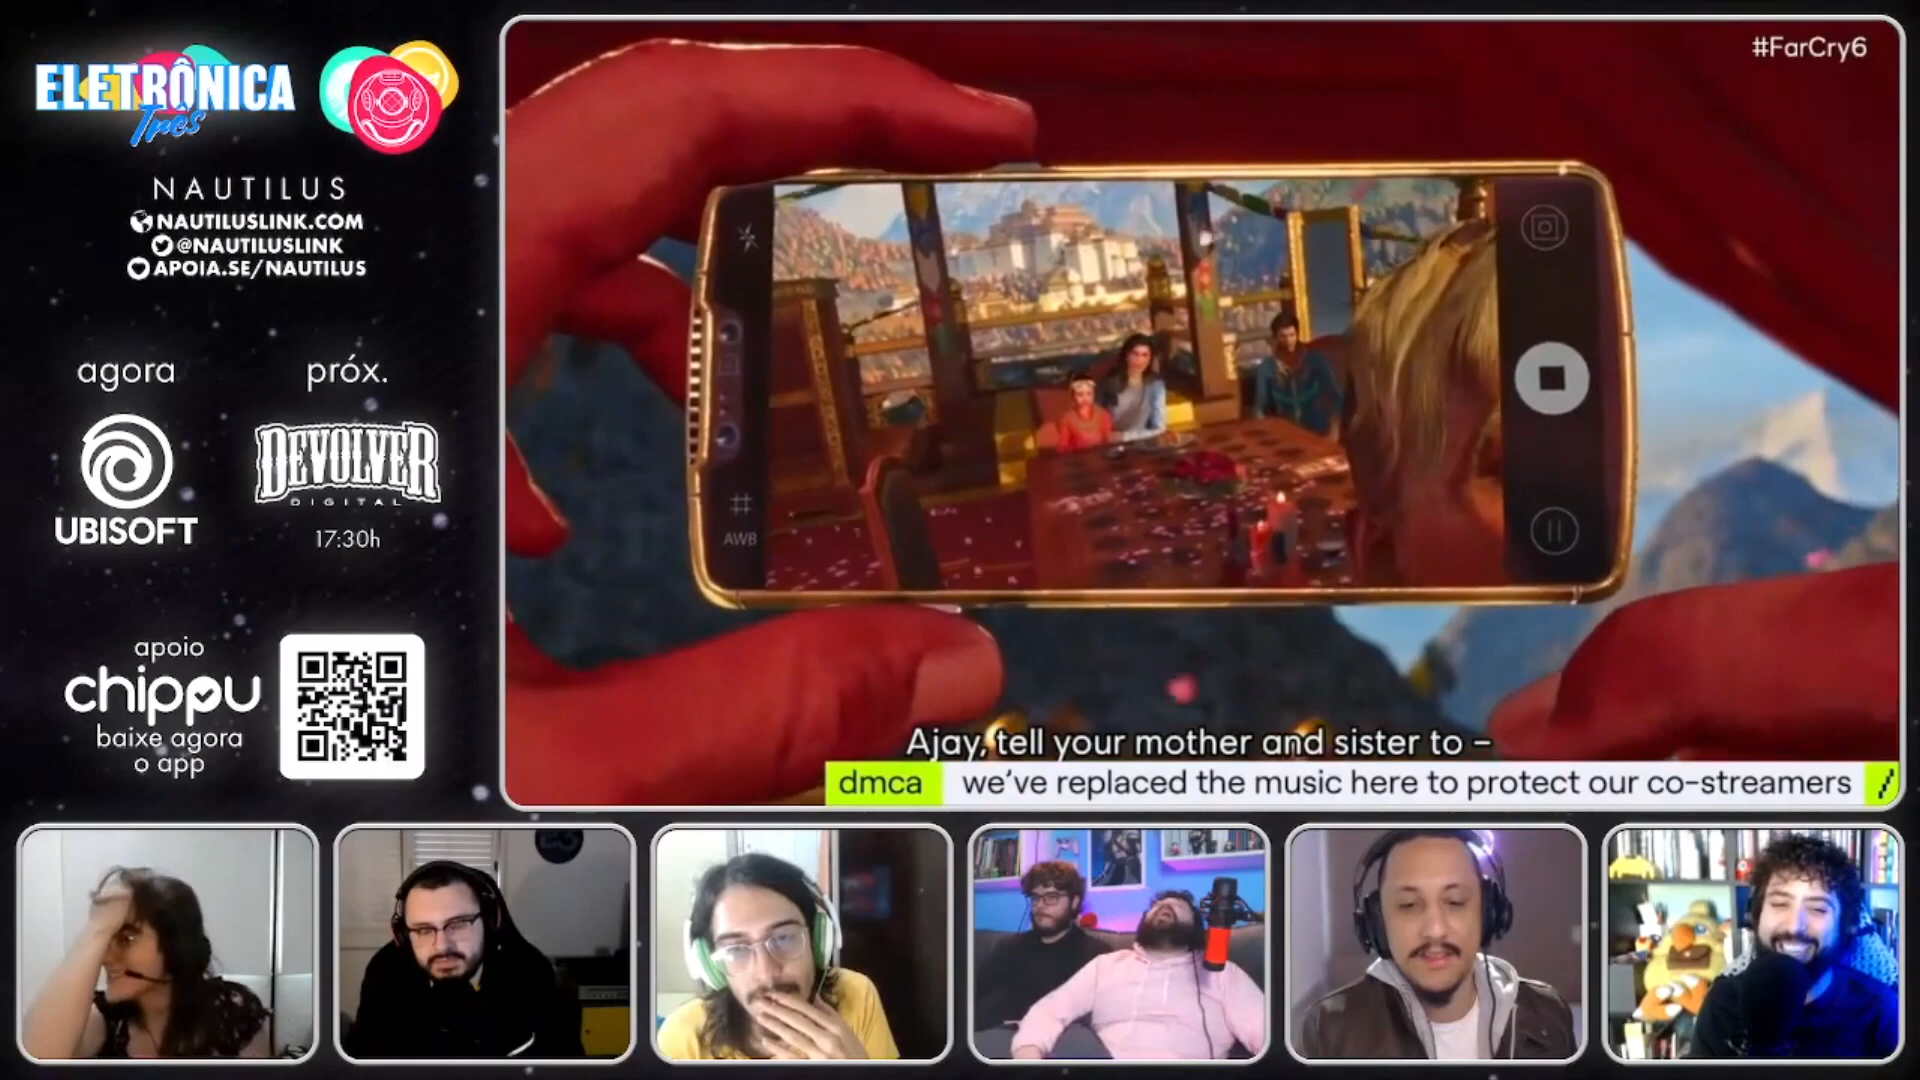 ELETRÔNICA
Três
NAUTILUS
NAUTILUSLINK.COM
@NAUTILUSLINK
APOIA.SE/NAUTILUS
agora
próx.
UBISOFT
DEVOLVER
DIGITAL
17:30h
apoio
chippu
baixe agora
o app
#FarCry6
AWB
Ajay, tell your mother and sister to –
dmca we've replaced the music here to protect our co-streamers